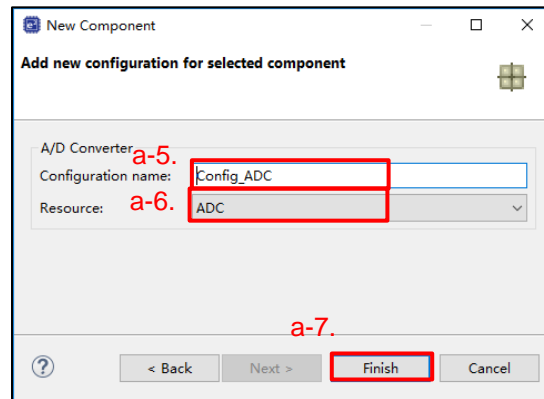 New Component
Add new configuration for selected component
A/D Converter
a-5.
Configuration name: Config_ADC
a-6.
Resource: ADC
a-7.
? < Back Next > Finish Cancel